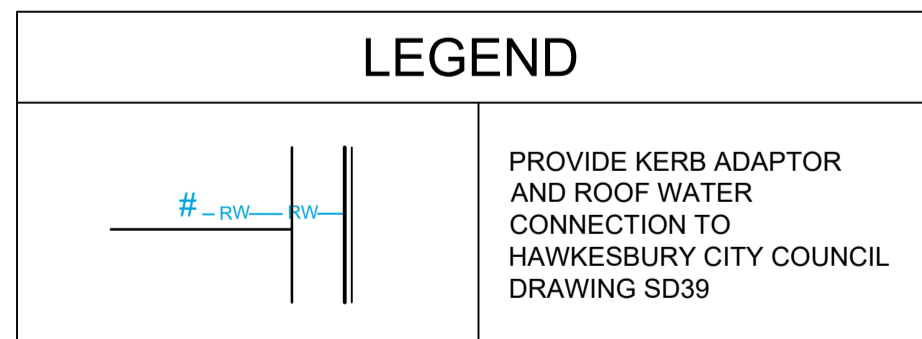 LEGEND
# RW RW
PROVIDE KERB ADAPTOR
AND ROOF WATER
CONNECTION TO
HAWKESBURY CITY COUNCIL
DRAWING SD39